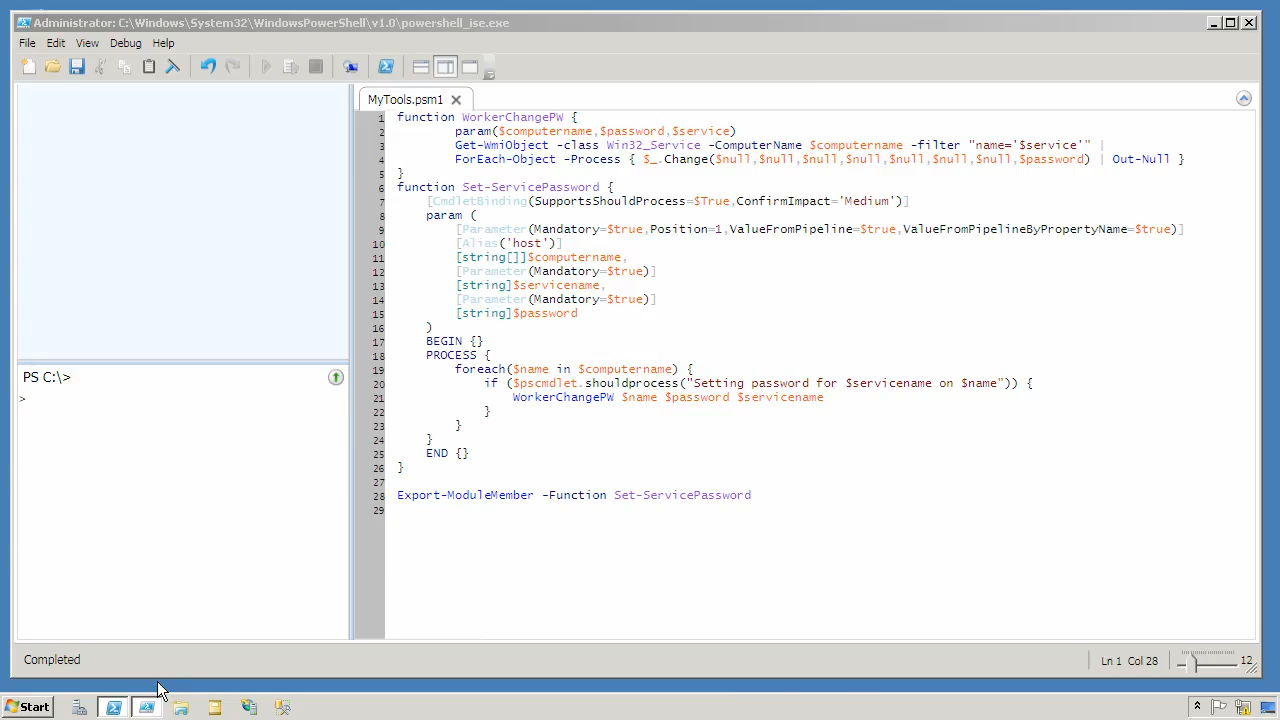 Administrator: C:\Windows\System32\WindowsPowerShell\v1.0\powershell_ise.exe
File Edit View Debug Help
MyTools.psm1
1 function WorkerChangePW {
2 param($computername,$password,$service)
3 Get-WmiObject -class Win32_Service -ComputerName $computername -filter "name='$service'" |
4 ForEach-Object -Process { $_.Change($null,$null,$null,$null,$null,$null,$null,$password) | Out-Null }
5 }
6 function Set-ServicePassword {
7 [CmdletBinding(SupportsShouldProcess=$True,ConfirmImpact='Medium')]
8 param (
9 [Parameter(Mandatory=$true,Position=1,ValueFromPipeline=$true,ValueFromPipelineByPropertyName=$true)]
10 [Alias('host')]
11 [string[]]$computername,
12 [Parameter(Mandatory=$true)]
13 [string]$servicename,
14 [Parameter(Mandatory=$true)]
15 [string]$password
16 )
17 BEGIN {}
18 PROCESS {
19 foreach($name in $computername) {
20 if ($pscmdlet.shouldprocess("Setting password for $servicename on $name")) {
21 WorkerChangePW $name $password $servicename
22 }
23 }
24 }
25 END {}
26 }
27
28 Export-ModuleMember -Function Set-ServicePassword
29
PS C:\>
>
Completed
Ln 1 Col 28
12
Start